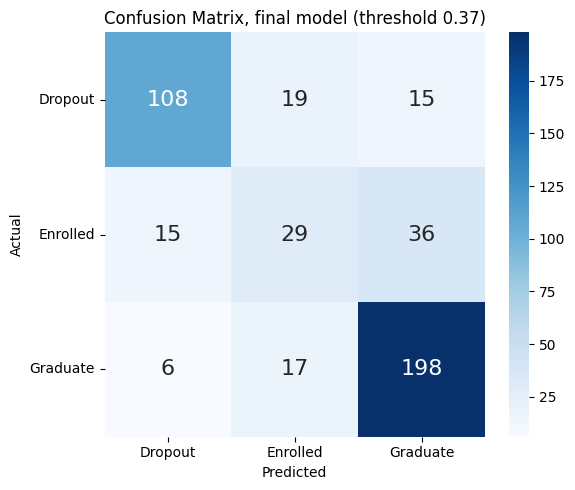 Confusion Matrix, final model (threshold 0.37)
Actual
Dropout 108 19 15
Enrolled 15 29 36
Graduate 6 17 198
Dropout Enrolled Graduate
Predicted
175
150
125
100
75
50
25